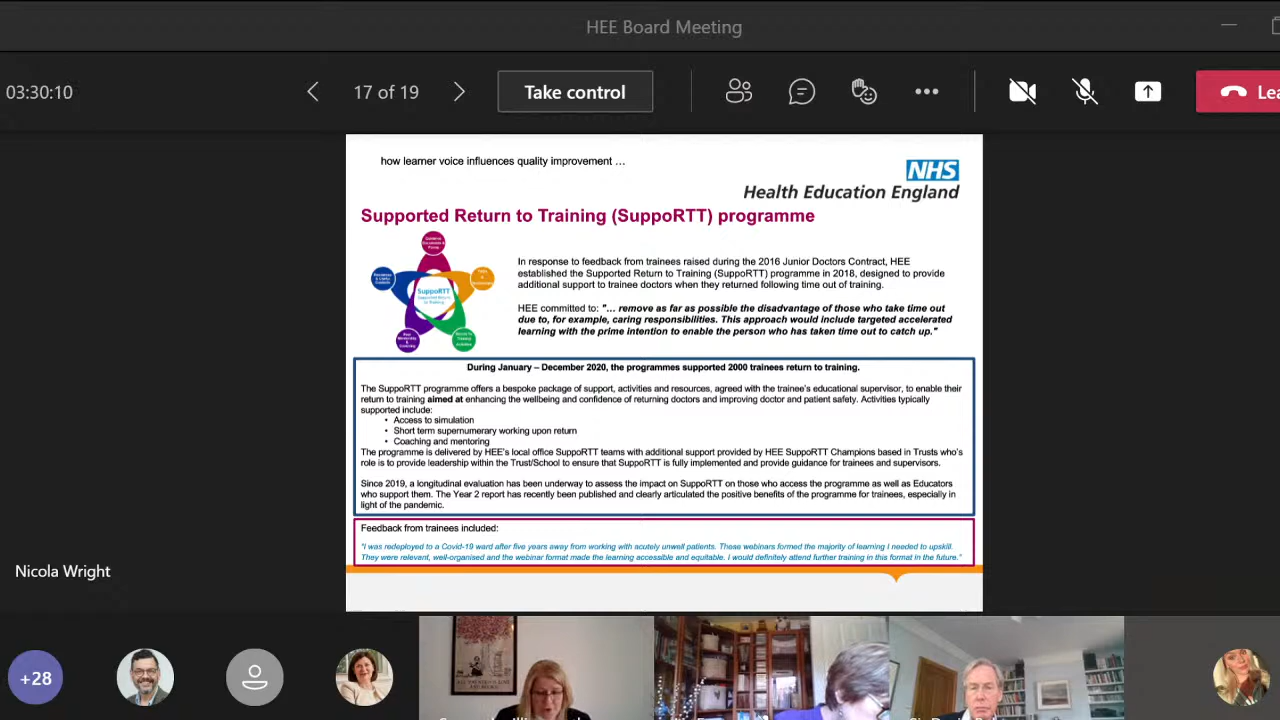 HEE Board Meeting
03:30:10
17 of 19
Take control
Lea
how learner voice influences quality improvement …
NHS
Health Education England
Supported Return to Training (SuppoRTT) programme
SuppoRTT
Supported Return
to Training
In response to feedback from trainees raised during the 2016 Junior Doctors Contract, HEE
established the Supported Return to Training (SuppoRTT) programme in 2018, designed to provide
additional support to trainee doctors when they returned following time out of training.
HEE committed to: "... remove as far as possible the disadvantage of those who take time out
due to, for example, caring responsibilities. This approach would include targeted accelerated
learning with the prime intention to enable the person who has taken time out to catch up."
During January – December 2020, the programmes supported 2000 trainees return to training.
The SuppoRTT programme offers a bespoke package of support, activities and resources, agreed with the trainee's educational supervisor, to enable their
return to training aimed at enhancing the wellbeing and confidence of returning doctors and improving doctor and patient safety. Activities typically
supported include:
• Access to simulation
• Short term supernumerary working upon return
• Coaching and mentoring
The programme is delivered by HEE's local office SuppoRTT teams with additional support provided by HEE SuppoRTT Champions based in Trusts who's
role is to provide leadership within the Trust/School to ensure that SuppoRTT is fully implemented and provide guidance for trainees and supervisors.
Since 2019, a longitudinal evaluation has been underway to assess the impact on SuppoRTT on those who access the programme as well as Educators
who support them. The Year 2 report has recently been published and clearly articulated the positive benefits of the programme for trainees, especially in
light of the pandemic.
Feedback from trainees included:
"I was redeployed to a Covid-19 ward after five years away from working with acutely unwell patients. These webinars formed the majority of learning I needed to upskill.
They were relevant, well-organised and the webinar format made the learning accessible and equitable. I would definitely attend further training in this format in the future."
Nicola Wright
+28